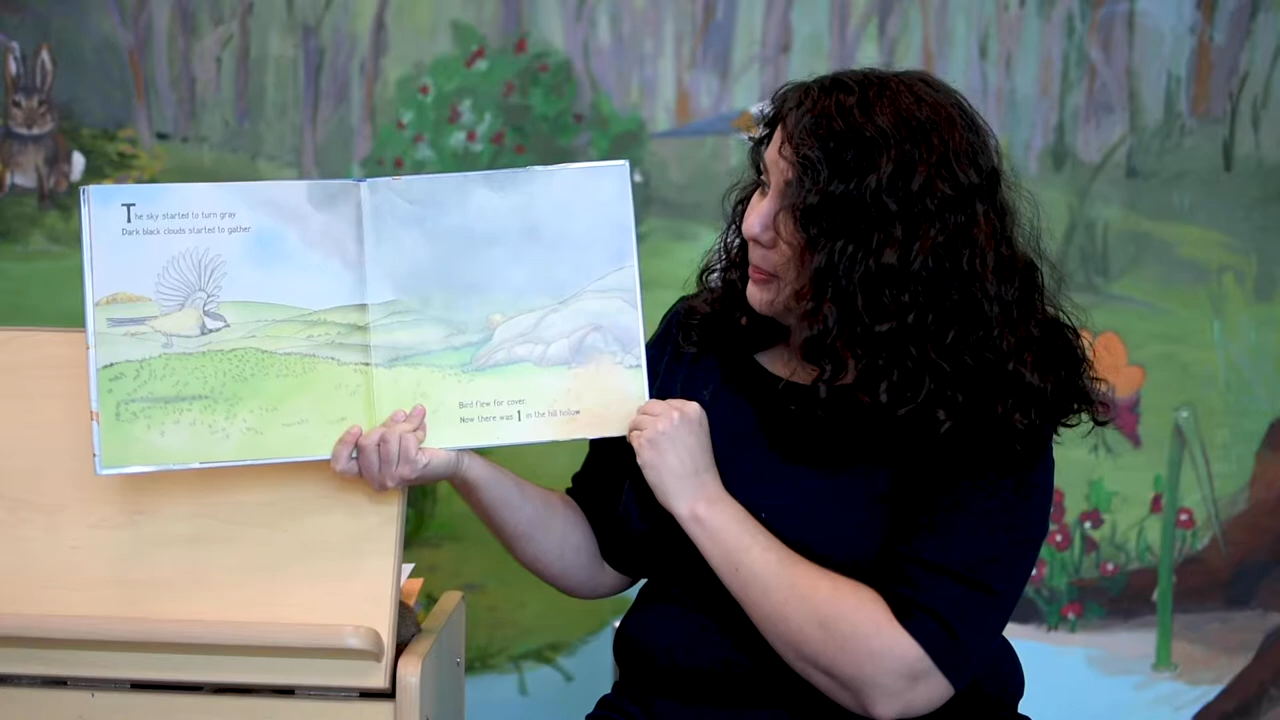 The sky started to turn gray
Dark black clouds started to gather
Bird flew for cover.
Now there was 1 in the hill hollow